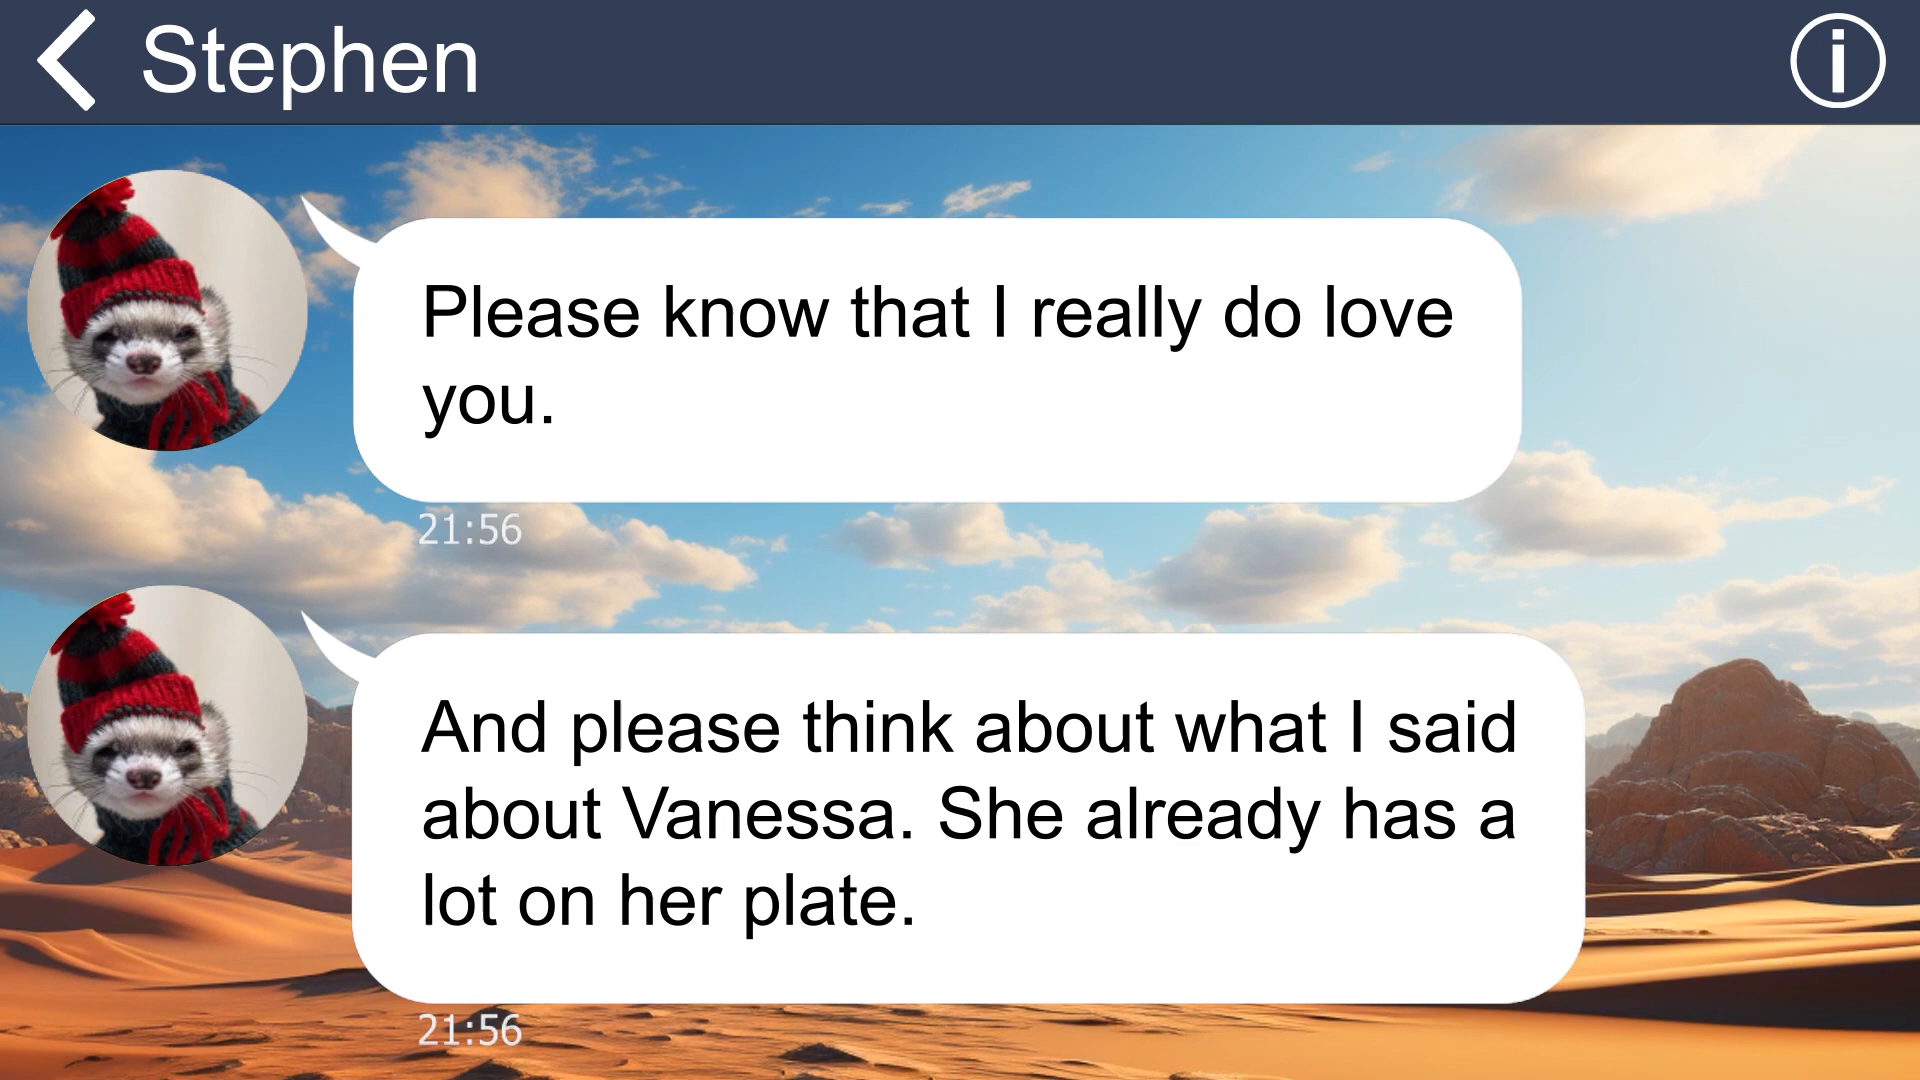 Stephen
Please know that I really do love
you.
21:56
And please think about what I said
about Vanessa. She already has a
lot on her plate.
21:56